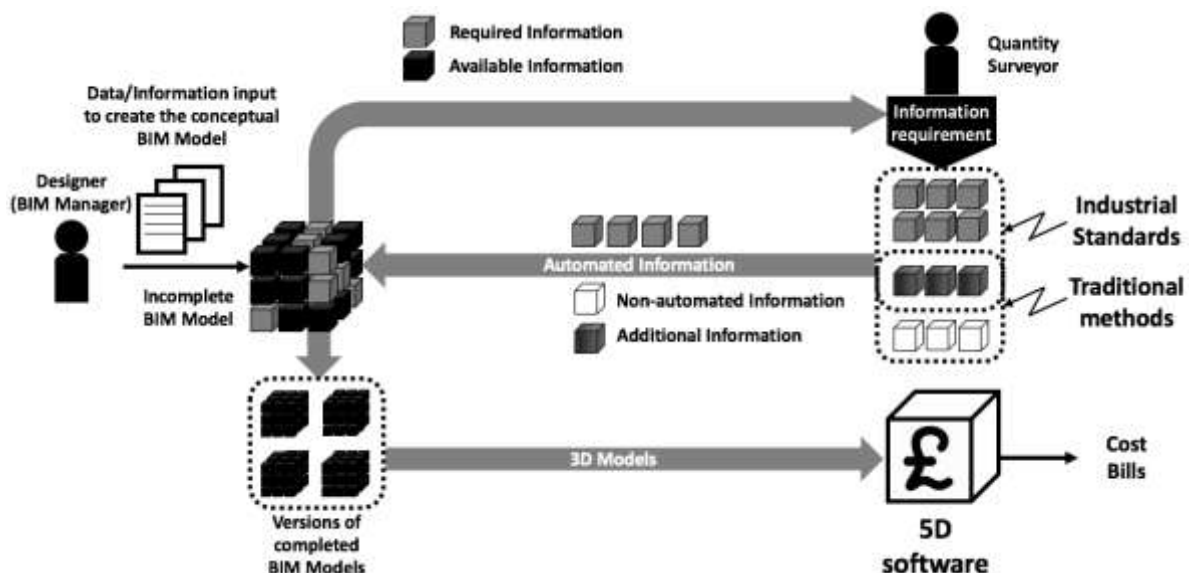 Required Information
Available Information
Quantity
Surveyor
Data/Information input
to create the conceptual
BIM Model
Information
requirement
Designer
(BIM Manager)
Industrial
Standards
Automated Information
Incomplete
BIM Model
Non-automated Information
Traditional
methods
Additional Information
£
3D Models
Cost
Bills
Versions of
completed
BIM Models
5D
software